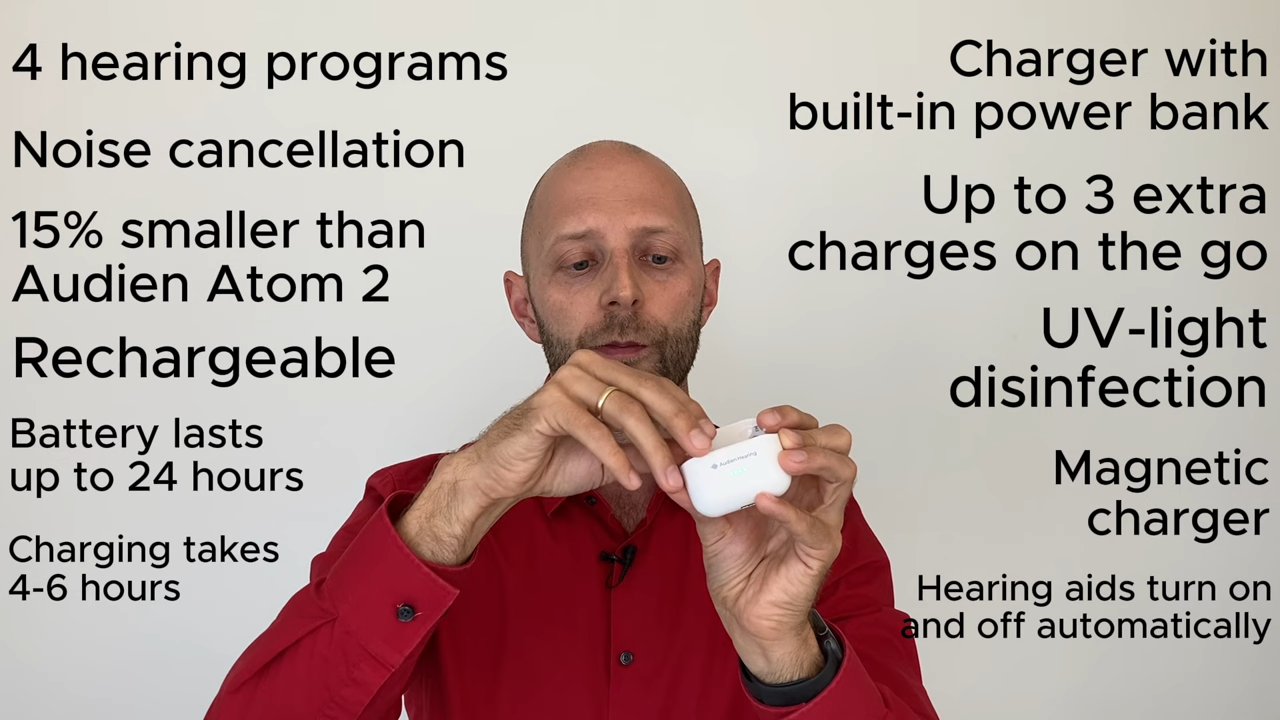 4 hearing programs
Noise cancellation
15% smaller than
Audien Atom 2
Rechargeable
Battery lasts
up to 24 hours
Charging takes
4-6 hours
Charger with
built-in power bank
Up to 3 extra
charges on the go
UV-light
disinfection
Magnetic
charger
Hearing aids turn on
and off automatically
Audien Hearing